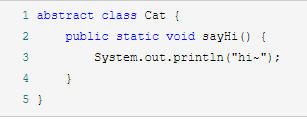 1 abstract class Cat {
2     public static void sayHi() {
3         System.out.println("hi~");
4     }
5 }